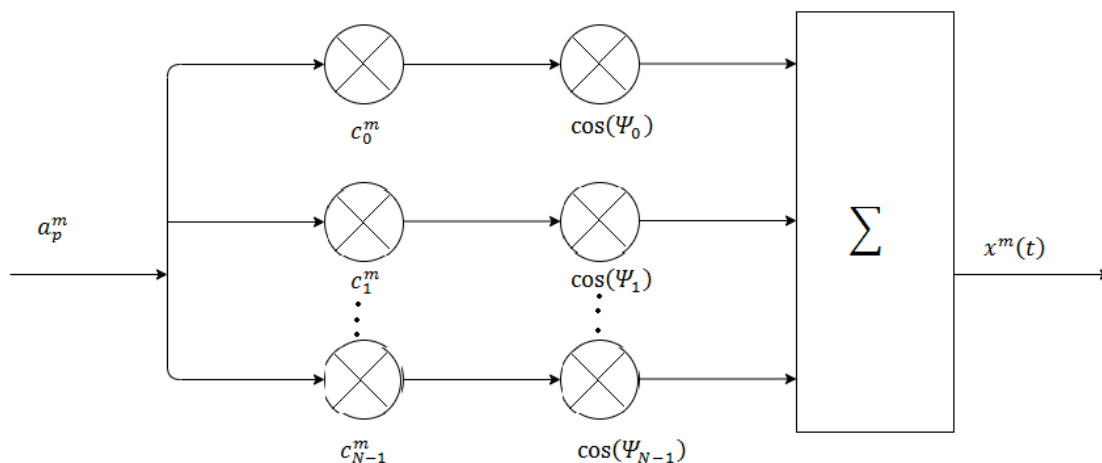 c_0^m
cos(Ψ_0)
a_p^m
∑
x^m(t)
c_1^m
cos(Ψ_1)
c_{N−1}^m
cos(Ψ_{N−1})